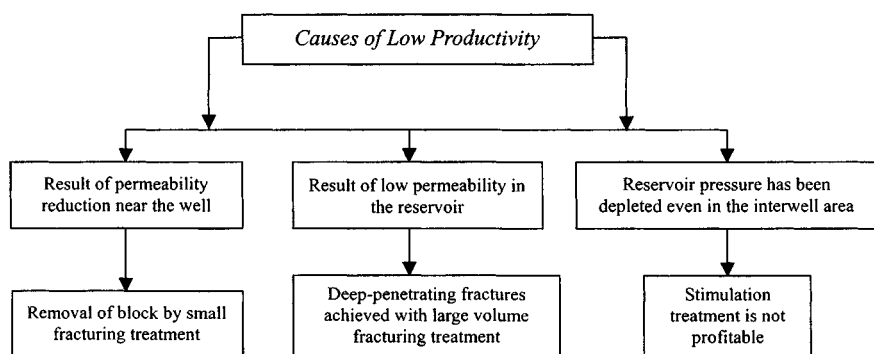 Causes of Low Productivity
Result of permeability
reduction near the well
Result of low permeability in
the reservoir
Reservoir pressure has been
depleted even in the interwell area
Removal of block by small
fracturing treatment
Deep-penetrating fractures
achieved with large volume
fracturing treatment
Stimulation
treatment is not
profitable